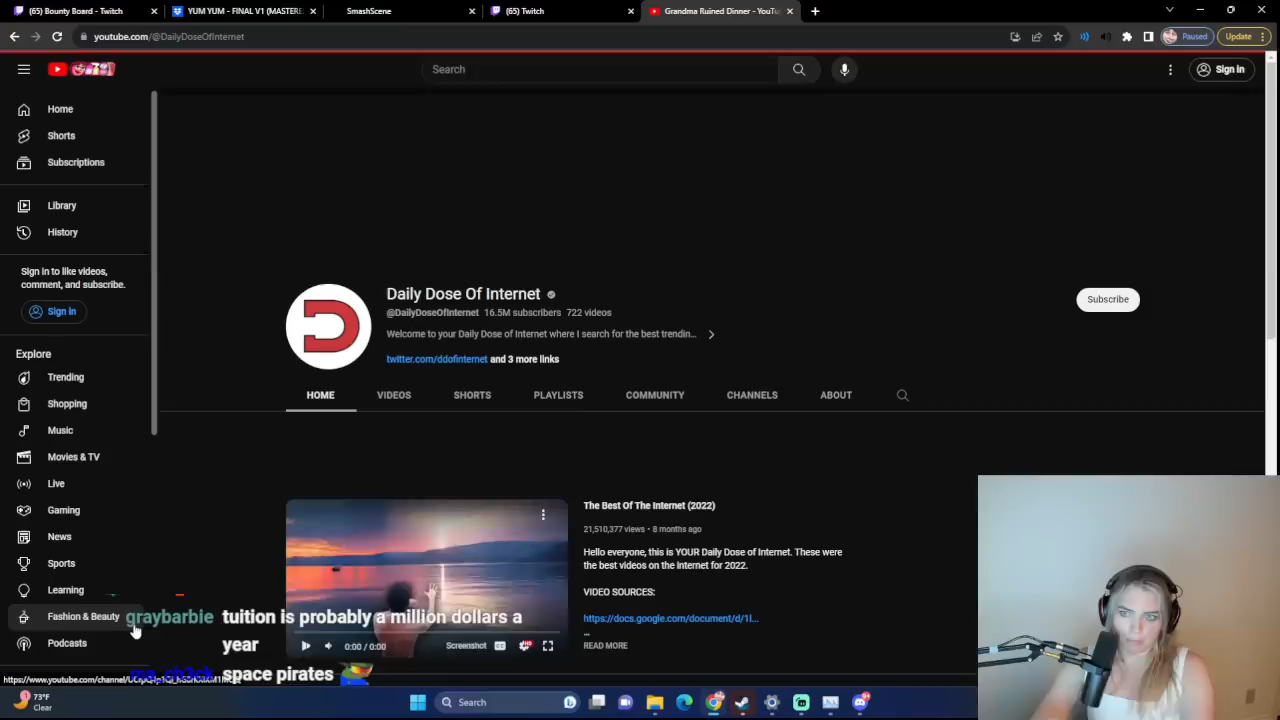 (65) Bounty Board - Twitch
YUM YUM - FINAL V1 (MASTERE
SmashScene
(65) Twitch
Grandma Ruined Dinner - YouTu
youtube.com/@DailyDoseOfInternet
Paused
Update
Search
Sign in
Home
Shorts
Subscriptions
Library
History
Sign in to like videos,
comment, and subscribe.
Sign in
Explore
Trending
Shopping
Music
Movies & TV
Live
Gaming
News
Sports
Learning
Fashion & Beauty
Podcasts
Daily Dose Of Internet
@DailyDoseOfInternet 16.5M subscribers 722 videos
Welcome to your Daily Dose of Internet where I search for the best trendin...
twitter.com/ddofinternet and 3 more links
Subscribe
HOME
VIDEOS
SHORTS
PLAYLISTS
COMMUNITY
CHANNELS
ABOUT
The Best Of The Internet (2022)
21,510,377 views • 8 months ago
Hello everyone, this is YOUR Daily Dose of Internet. These were
the best videos on the internet for 2022.
VIDEO SOURCES:
https://docs.google.com/document/d/1l...
...
READ MORE
0:00 / 0:00
Screenshot
graybarbie tuition is probably a million dollars a
year
ma_ch3ck space pirates
73°F
Clear
Search